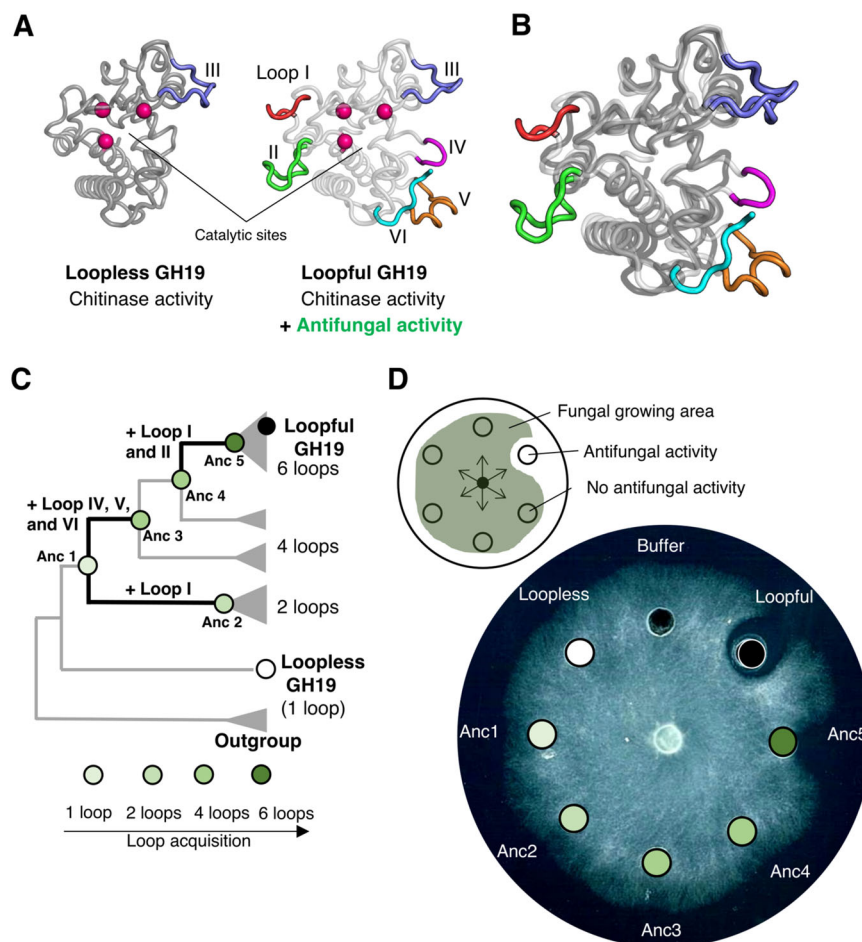 A
Loop I
III
III
II
IV
V
VI
Catalytic sites
Loopless GH19
Chitinase activity
Loopful GH19
Chitinase activity
+ Antifungal activity
B
C
+ Loop I
and II
Anc 5
Loopful
GH19
6 loops
Anc 4
+ Loop IV, V,
and VI
Anc 3
4 loops
Anc 1
+ Loop I
Anc 2
2 loops
Loopless
GH19
(1 loop)
Outgroup
1 loop
2 loops
4 loops
6 loops
Loop acquisition
D
Fungal growing area
Antifungal activity
No antifungal activity
Buffer
Loopless
Loopful
Anc1
Anc5
Anc2
Anc4
Anc3